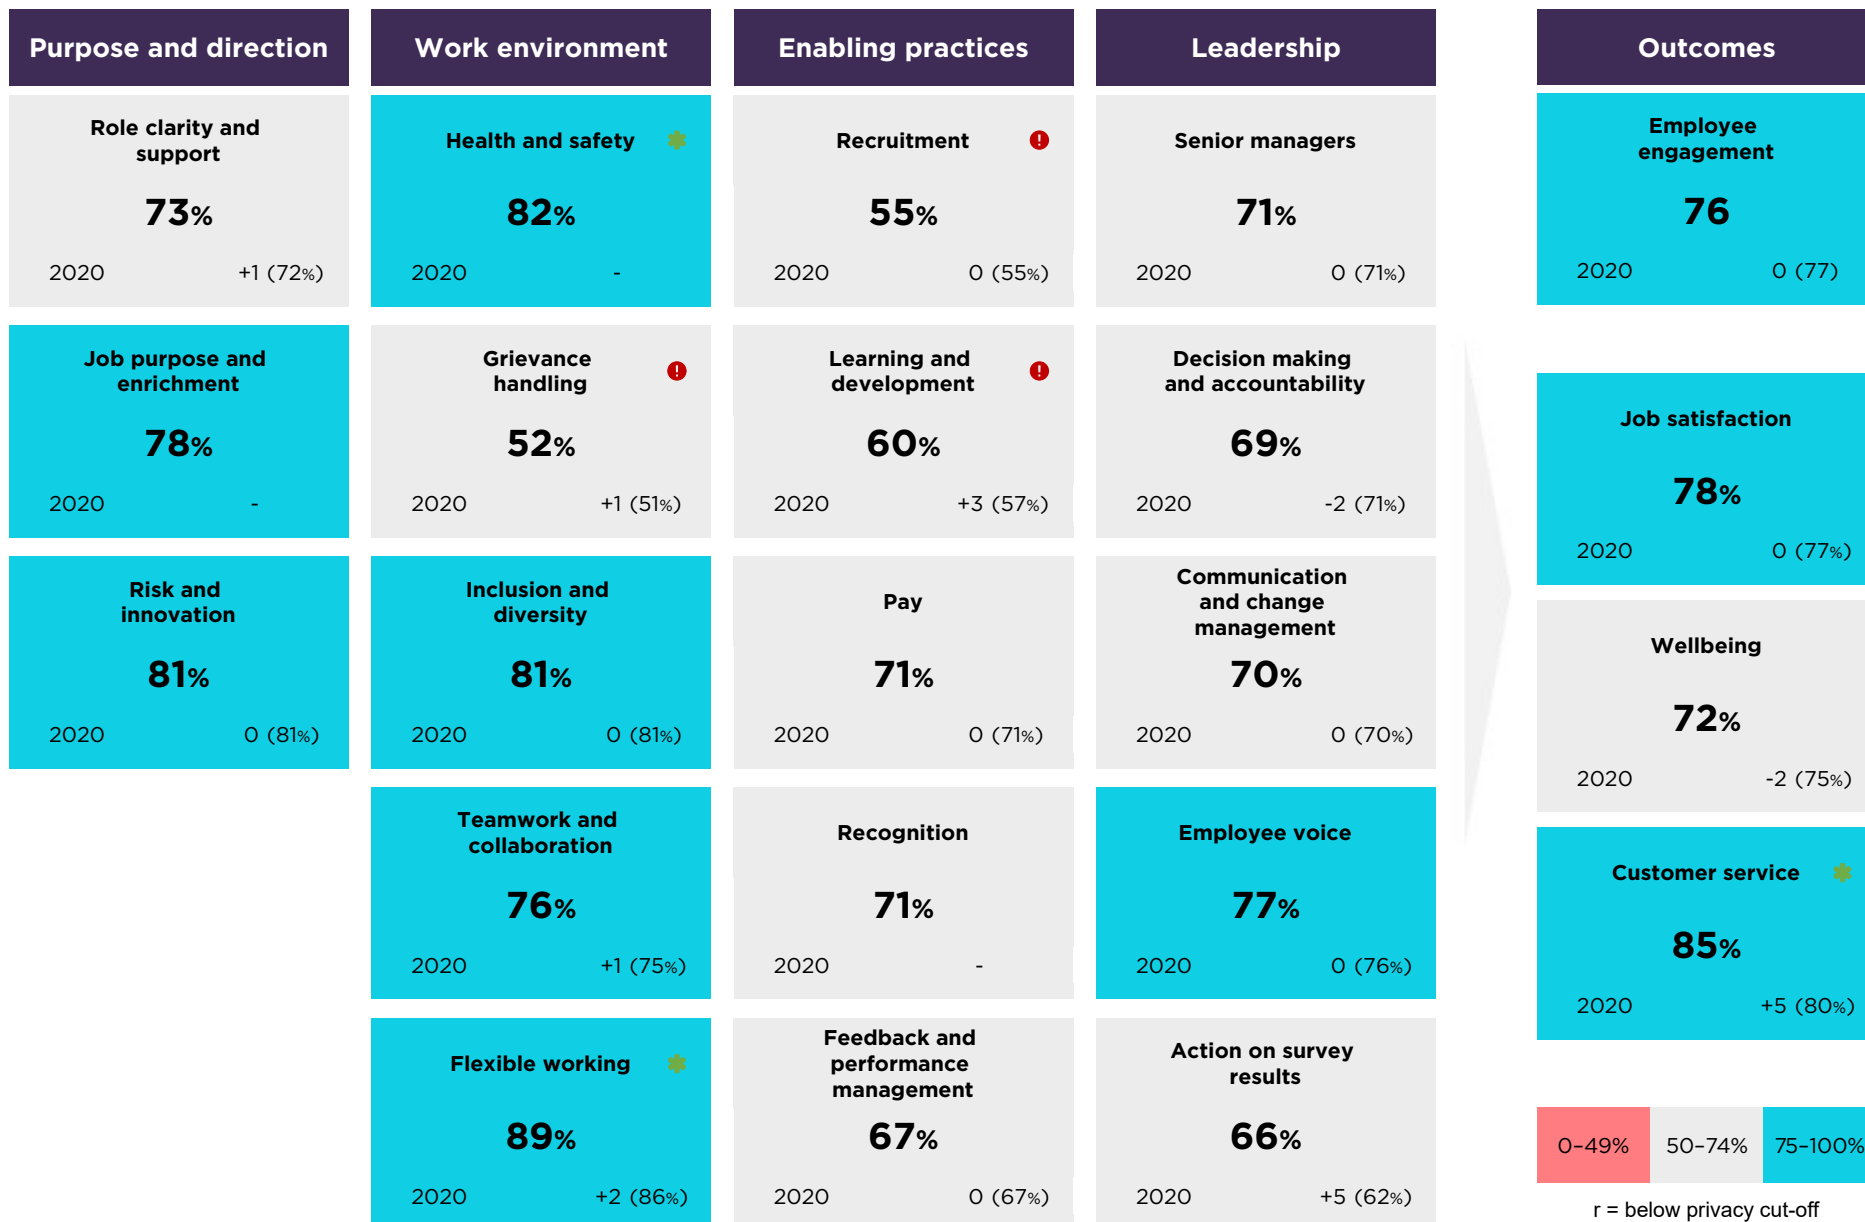 Purpose and direction
Role clarity and
support
73%
2020 +1 (72%)
Job purpose and
enrichment
78%
2020 -
Risk and
innovation
81%
2020 0 (81%)
Work environment
Health and safety
82%
2020 -
Grievance
handling
52%
2020 +1 (51%)
Inclusion and
diversity
81%
2020 0 (81%)
Teamwork and
collaboration
76%
2020 +1 (75%)
Flexible working
89%
2020 +2 (86%)
Enabling practices
Recruitment
55%
2020 0 (55%)
Learning and
development
60%
2020 +3 (57%)
Pay
71%
2020 0 (71%)
Recognition
71%
2020 -
Feedback and
performance
management
67%
2020 0 (67%)
Leadership
Senior managers
71%
2020 0 (71%)
Decision making
and accountability
69%
2020 -2 (71%)
Communication
and change
management
70%
2020 0 (70%)
Employee voice
77%
2020 0 (76%)
Action on survey
results
66%
2020 +5 (62%)
Outcomes
Employee
engagement
76
2020 0 (77)
Job satisfaction
78%
2020 0 (77%)
Wellbeing
72%
2020 -2 (75%)
Customer service
85%
2020 +5 (80%)
0–49% 50–74% 75–100%
r = below privacy cut-off